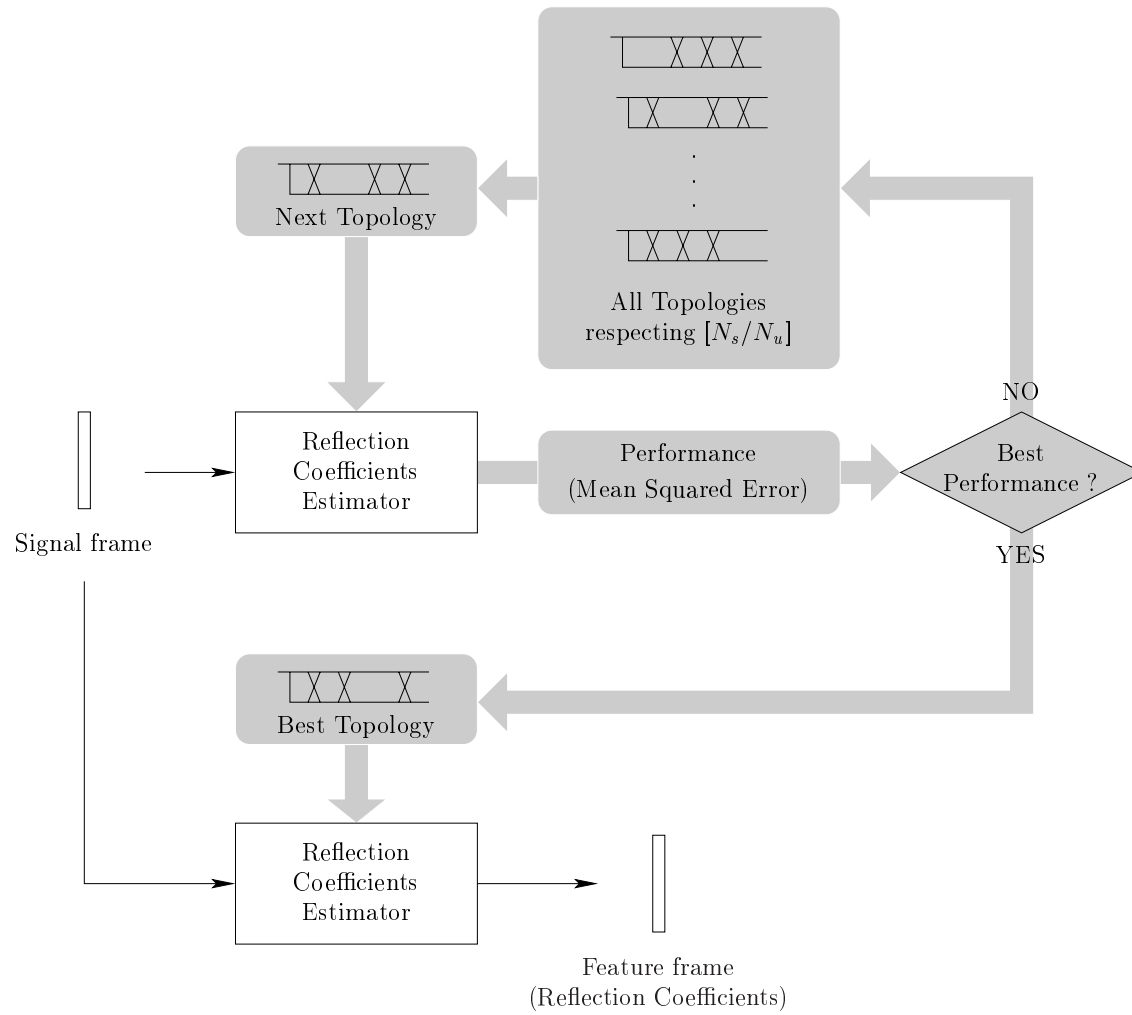 Next Topology
All Topologies
respecting [N_s/N_u]
NO
Reflection
Coefficients
Estimator
Performance
(Mean Squared Error)
Best
Performance ?
Signal frame
YES
Best Topology
Reflection
Coefficients
Estimator
Feature frame
(Reflection Coefficients)